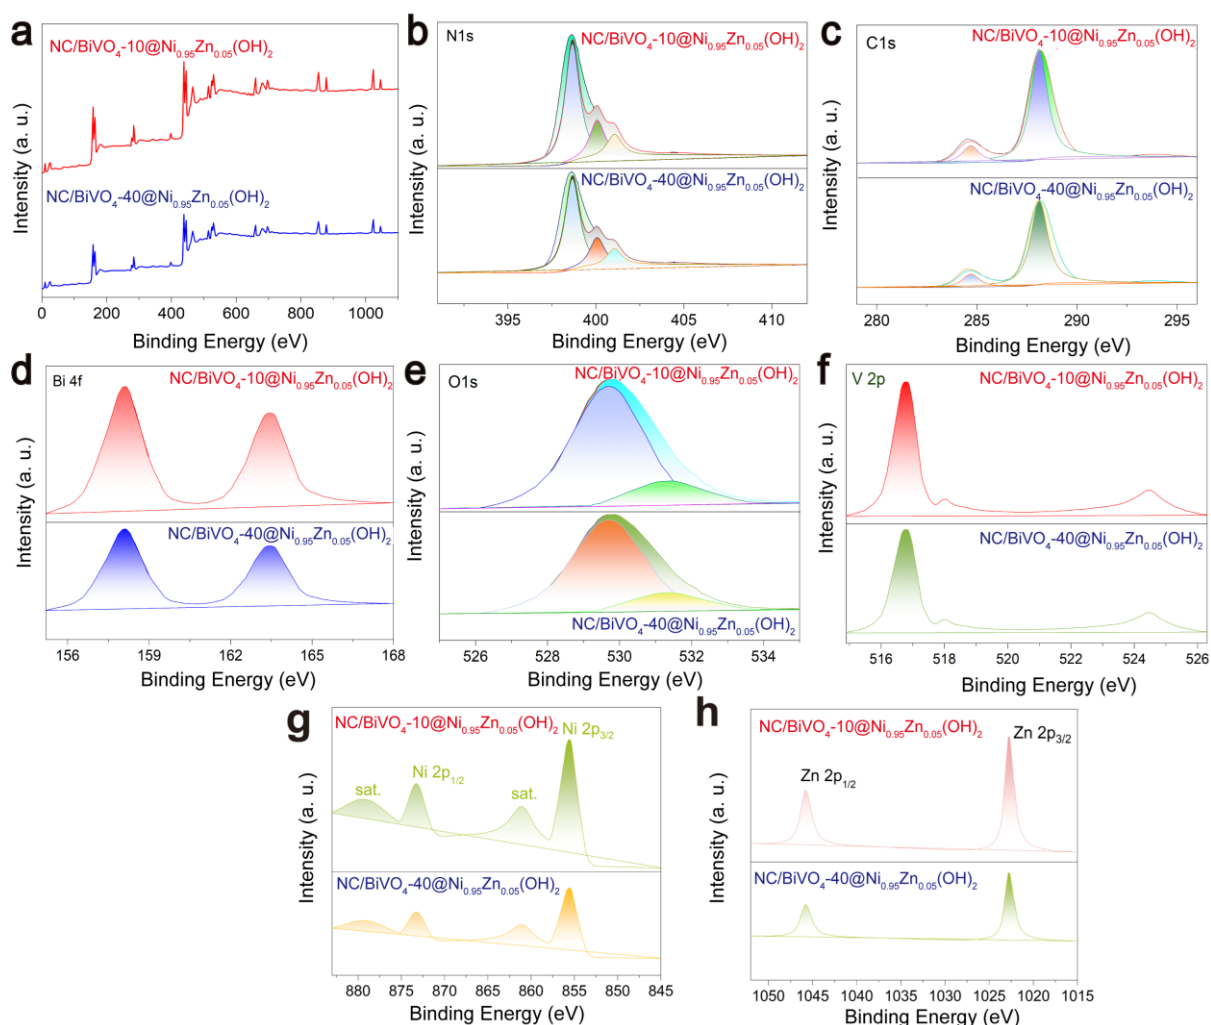 a
NC/BiVO₄-10@Ni₀.₉₅Zn₀.₀₅(OH)₂
NC/BiVO₄-40@Ni₀.₉₅Zn₀.₀₅(OH)₂
Intensity (a. u.)
0 200 400 600 800 1000
Binding Energy (eV)
b
N1s
NC/BiVO₄-10@Ni₀.₉₅Zn₀.₀₅(OH)₂
NC/BiVO₄-40@Ni₀.₉₅Zn₀.₀₅(OH)₂
Intensity (a. u.)
395 400 405 410
Binding Energy (eV)
c
C1s
NC/BiVO₄-10@Ni₀.₉₅Zn₀.₀₅(OH)₂
NC/BiVO₄-40@Ni₀.₉₅Zn₀.₀₅(OH)₂
Intensity (a. u.)
280 285 290 295
Binding Energy (eV)
d
Bi 4f
NC/BiVO₄-10@Ni₀.₉₅Zn₀.₀₅(OH)₂
NC/BiVO₄-40@Ni₀.₉₅Zn₀.₀₅(OH)₂
Intensity (a. u.)
156 159 162 165 168
Binding Energy (eV)
e
O1s
NC/BiVO₄-10@Ni₀.₉₅Zn₀.₀₅(OH)₂
NC/BiVO₄-40@Ni₀.₉₅Zn₀.₀₅(OH)₂
Intensity (a. u.)
526 528 530 532 534
Binding Energy (eV)
f
V 2p
NC/BiVO₄-10@Ni₀.₉₅Zn₀.₀₅(OH)₂
NC/BiVO₄-40@Ni₀.₉₅Zn₀.₀₅(OH)₂
Intensity (a. u.)
516 518 520 522 524 526
Binding Energy (eV)
g
NC/BiVO₄-10@Ni₀.₉₅Zn₀.₀₅(OH)₂
Ni 2p₃/₂
Ni 2p₁/₂
sat.
sat.
NC/BiVO₄-40@Ni₀.₉₅Zn₀.₀₅(OH)₂
Intensity (a. u.)
880 875 870 865 860 855 850 845
Binding Energy (eV)
h
NC/BiVO₄-10@Ni₀.₉₅Zn₀.₀₅(OH)₂
Zn 2p₃/₂
Zn 2p₁/₂
NC/BiVO₄-40@Ni₀.₉₅Zn₀.₀₅(OH)₂
Intensity (a. u.)
1050 1045 1040 1035 1030 1025 1020 1015
Binding Energy (eV)